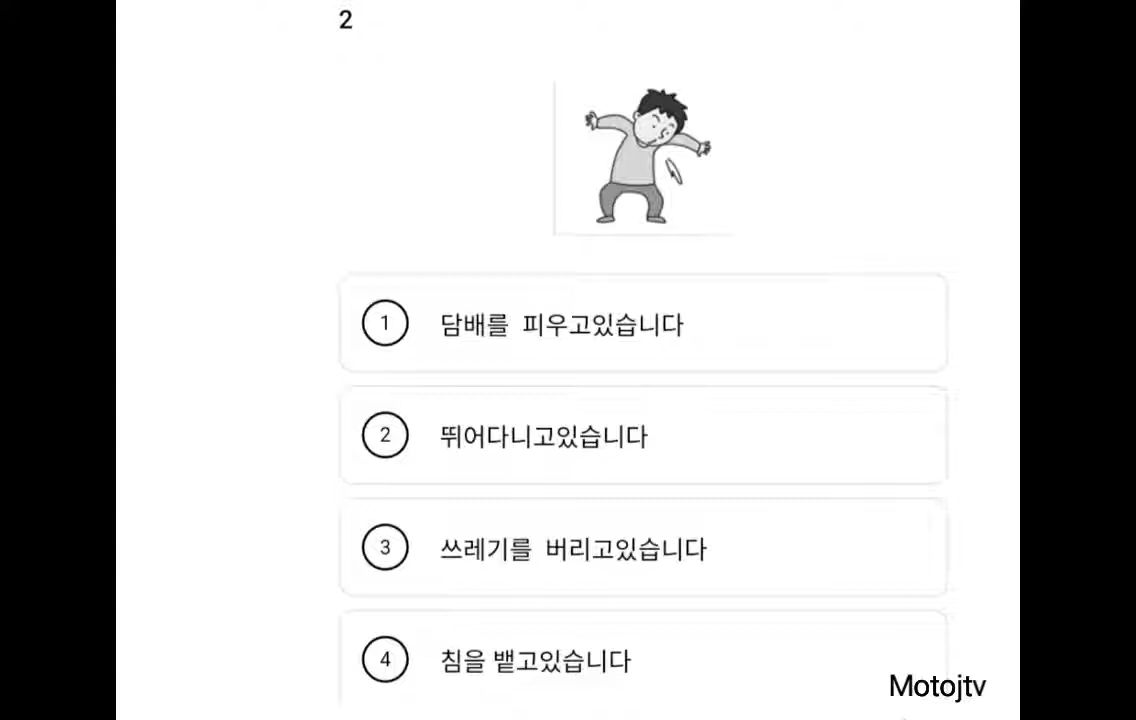 2
1 담배를 피우고있습니다
2 뛰어다니고있습니다
3 쓰레기를 버리고있습니다
4 침을 뱉고있습니다
Motojtv